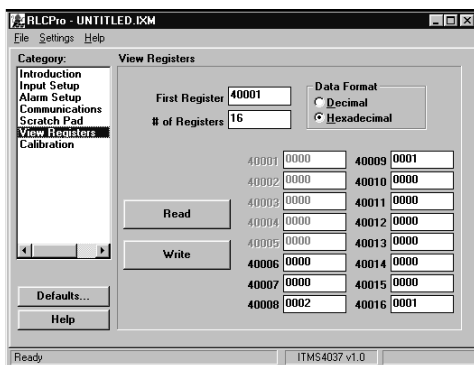 RLCPro - UNTITLED.IXM
File Settings Help
Category:
Introduction
Input Setup
Alarm Setup
Communications
Scratch Pad
View Registers
Calibration
Defaults...
Help
View Registers
First Register 40001
# of Registers 16
Data Format
Decimal
Hexadecimal
Read
Write
40001 0000
40002 0000
40003 0000
40004 0000
40005 0000
40006 0000
40007 0000
40008 0002
40009 0001
40010 0000
40011 0000
40012 0000
40013 0000
40014 0000
40015 0000
40016 0001
Ready
ITMS4037 v1.0